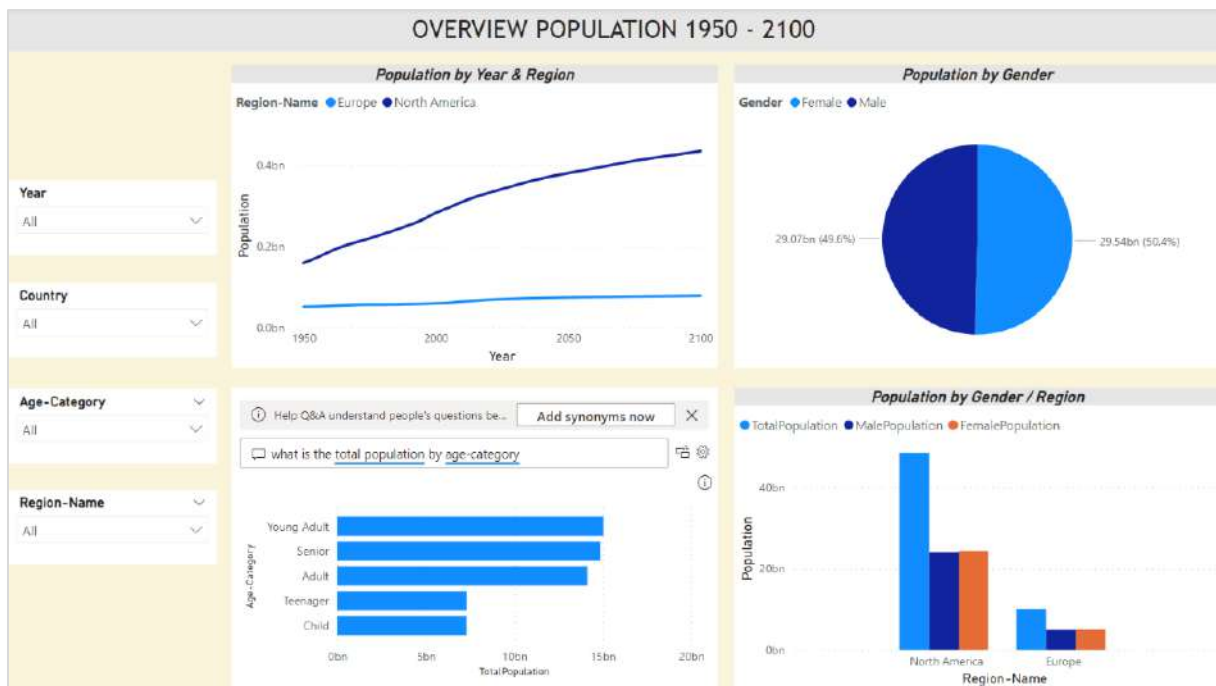 OVERVIEW POPULATION 1950 - 2100
Year
All
Country
All
Age-Category
All
Region-Name
All
Population by Year & Region
Region-Name Europe North America
0.4bn
0.2bn
0.0bn
Population
1950 2000 2050 2100
Year
Population by Gender
Gender Female Male
29.07bn (49.6%)
29.54bn (50.4%)
Help Q&A understand people's questions be...
Add synonyms now
what is the total population by age-category
Age-Category
Young Adult
Senior
Adult
Teenager
Child
0bn 5bn 10bn 15bn 20bn
TotalPopulation
Population by Gender / Region
TotalPopulation MalePopulation FemalePopulation
40bn
20bn
0bn
Population
North America Europe
Region-Name